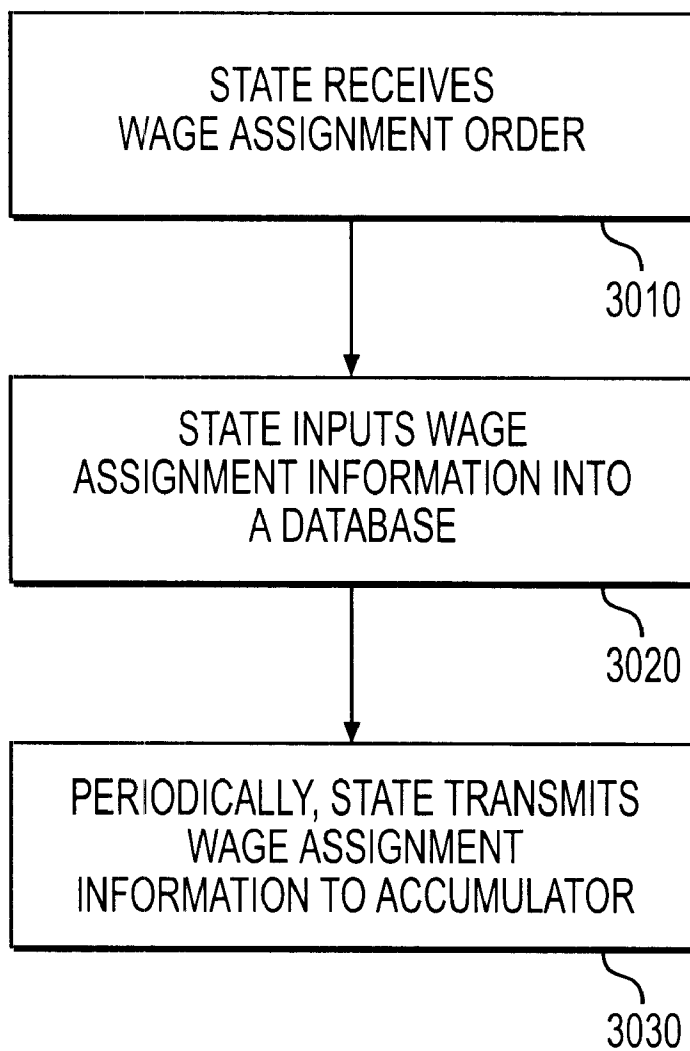 STATE RECEIVES
WAGE ASSIGNMENT ORDER
3010
STATE INPUTS WAGE
ASSIGNMENT INFORMATION INTO
A DATABASE
3020
PERIODICALLY, STATE TRANSMITS
WAGE ASSIGNMENT
INFORMATION TO ACCUMULATOR
3030